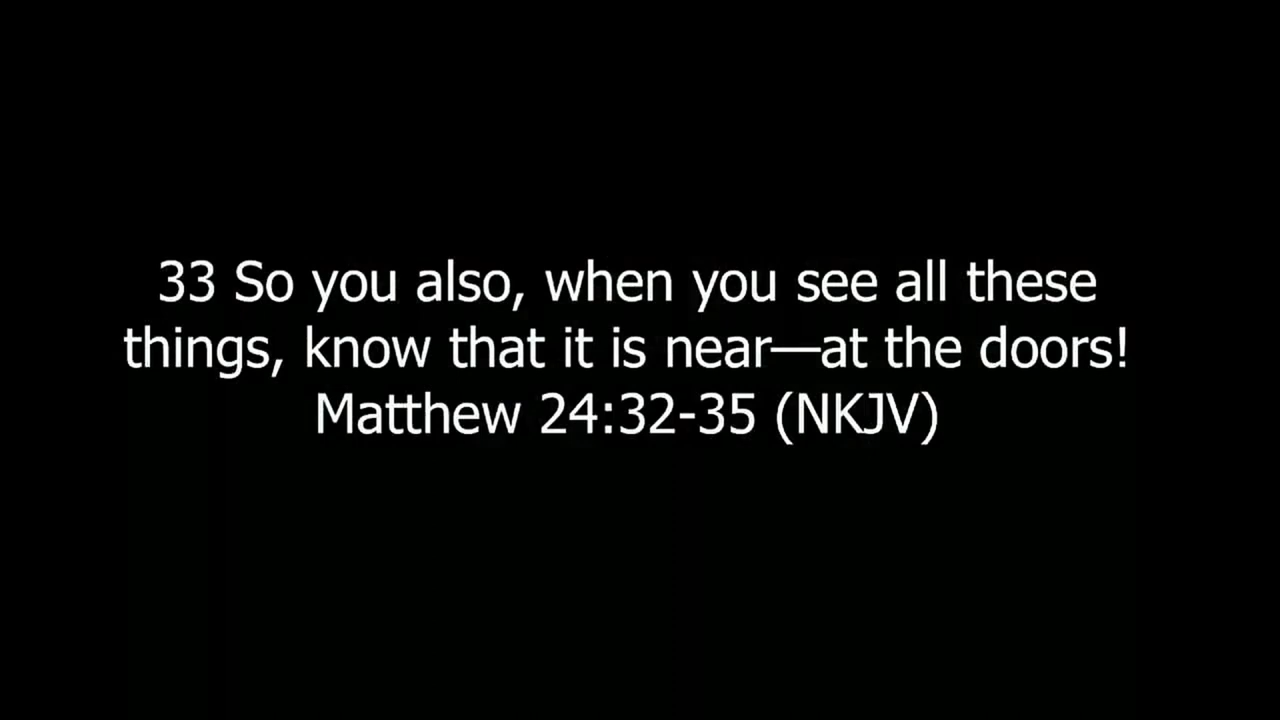 33 So you also, when you see all these
things, know that it is near—at the doors!
Matthew 24:32-35 (NKJV)